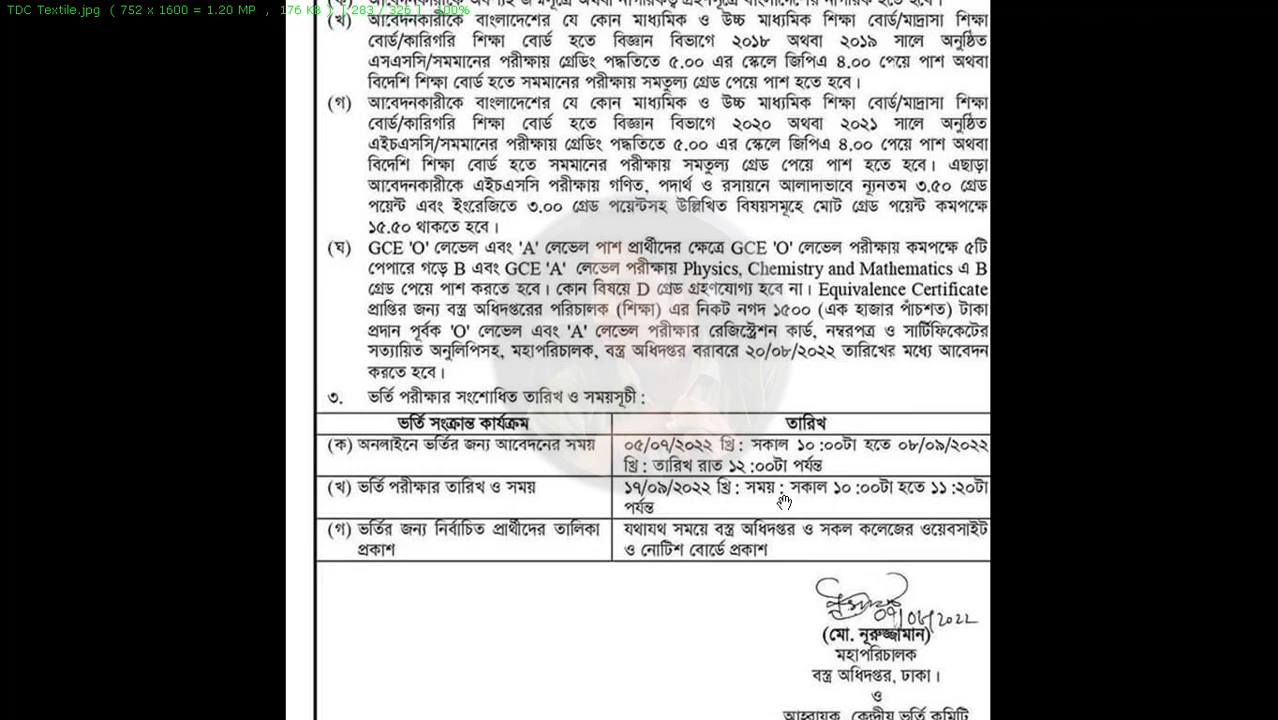 TDC Textile.jpg ( 752 x 1600 = 1.20 MP , 176 KB ) [ 283 / 326 ] 100%
(খ) আবেদনকারীকে বাংলাদেশের যে কোন মাধ্যমিক ও উচ্চ মাধ্যমিক শিক্ষা বোর্ড/মাদ্রাসা শিক্ষা
বোর্ড/কারিগরি শিক্ষা বোর্ড হতে বিজ্ঞান বিভাগে ২০১৮ অথবা ২০১৯ সালে অনুষ্ঠিত
এসএসসি/সমমানের পরীক্ষায় গ্রেডিং পদ্ধতিতে ৫.০০ এর স্কেলে জিপিএ ৪.০০ পেয়ে পাশ অথবা
বিদেশি শিক্ষা বোর্ড হতে সমমানের পরীক্ষায় সমতুল্য গ্রেড পেয়ে পাশ হতে হবে।
(গ) আবেদনকারীকে বাংলাদেশের যে কোন মাধ্যমিক ও উচ্চ মাধ্যমিক শিক্ষা বোর্ড/মাদ্রাসা শিক্ষা
বোর্ড/কারিগরি শিক্ষা বোর্ড হতে বিজ্ঞান বিভাগে ২০২০ অথবা ২০২১ সালে অনুষ্ঠিত
এইচএসসি/সমমানের পরীক্ষায় গ্রেডিং পদ্ধতিতে ৫.০০ এর স্কেলে জিপিএ ৪.০০ পেয়ে পাশ অথবা
বিদেশি শিক্ষা বোর্ড হতে সমমানের পরীক্ষায় সমতুল্য গ্রেড পেয়ে পাশ হতে হবে। এছাড়া
আবেদনকারীকে এইচএসসি পরীক্ষায় গণিত, পদার্থ ও রসায়নে আলাদাভাবে ন্যূনতম ৩.৫০ গ্রেড
পয়েন্ট এবং ইংরেজিতে ৩.০০ গ্রেড পয়েন্টসহ উল্লিখিত বিষয়সমূহে মোট গ্রেড পয়েন্ট কমপক্ষে
১৫.৫০ থাকতে হবে।
(ঘ) GCE 'O' লেভেল এবং 'A' লেভেল পাশ প্রার্থীদের ক্ষেত্রে GCE 'O' লেভেল পরীক্ষায় কমপক্ষে ৫টি
পেপারে গড়ে B এবং GCE 'A' লেভেল পরীক্ষায় Physics, Chemistry and Mathematics এ B
গ্রেড পেয়ে পাশ করতে হবে। কোন বিষয়ে D গ্রেড গ্রহণযোগ্য হবে না। Equivalence Certificate
প্রাপ্তির জন্য বস্ত্র অধিদপ্তরের পরিচালক (শিক্ষা) এর নিকট নগদ ১৫০০ (এক হাজার পাঁচশত) টাকা
প্রদান পূর্বক 'O' লেভেল এবং 'A' লেভেল পরীক্ষার রেজিস্ট্রেশন কার্ড, নম্বরপত্র ও সার্টিফিকেটের
সত্যায়িত অনুলিপিসহ, মহাপরিচালক, বস্ত্র অধিদপ্তর বরাবরে ২০/০৮/২০২২ তারিখের মধ্যে আবেদন
করতে হবে।
৩. ভর্তি পরীক্ষার সংশোধিত তারিখ ও সময়সূচী :
ভর্তি সংক্রান্ত কার্যক্রম তারিখ
(ক) অনলাইনে ভর্তির জন্য আবেদনের সময় ০৫/০৭/২০২২ খ্রি: সকাল ১০:০০টা হতে ০৮/০৯/২০২২
খ্রি: তারিখ রাত ১২:০০টা পর্যন্ত
(খ) ভর্তি পরীক্ষার তারিখ ও সময় ১৭/০৯/২০২২ খ্রি: সময়: সকাল ১০:০০টা হতে ১১:২০টা
পর্যন্ত
(গ) ভর্তির জন্য নির্বাচিত প্রার্থীদের তালিকা যথাযথ সময়ে বস্ত্র অধিদপ্তর ও সকল কলেজের ওয়েবসাইট
প্রকাশ ও নোটিশ বোর্ডে প্রকাশ
(মো. নূরুজ্জামান)
মহাপরিচালক
বস্ত্র অধিদপ্তর, ঢাকা।
ও
আহবায়ক, কেন্দ্রীয় ভর্তি কমিটি